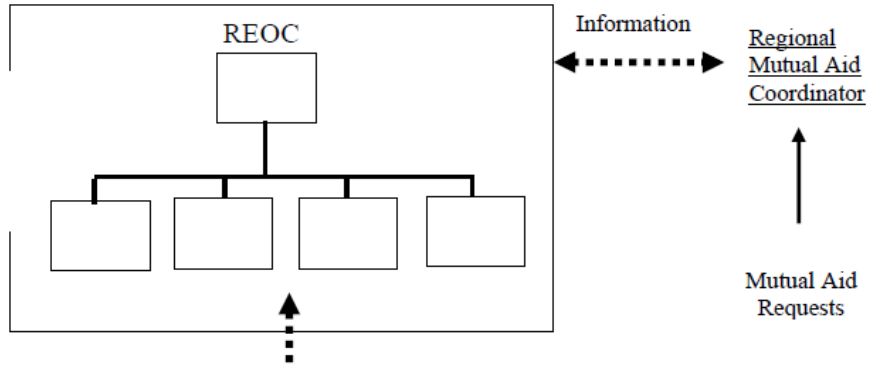 REOC
Information
Regional
Mutual Aid
Coordinator
Mutual Aid
Requests